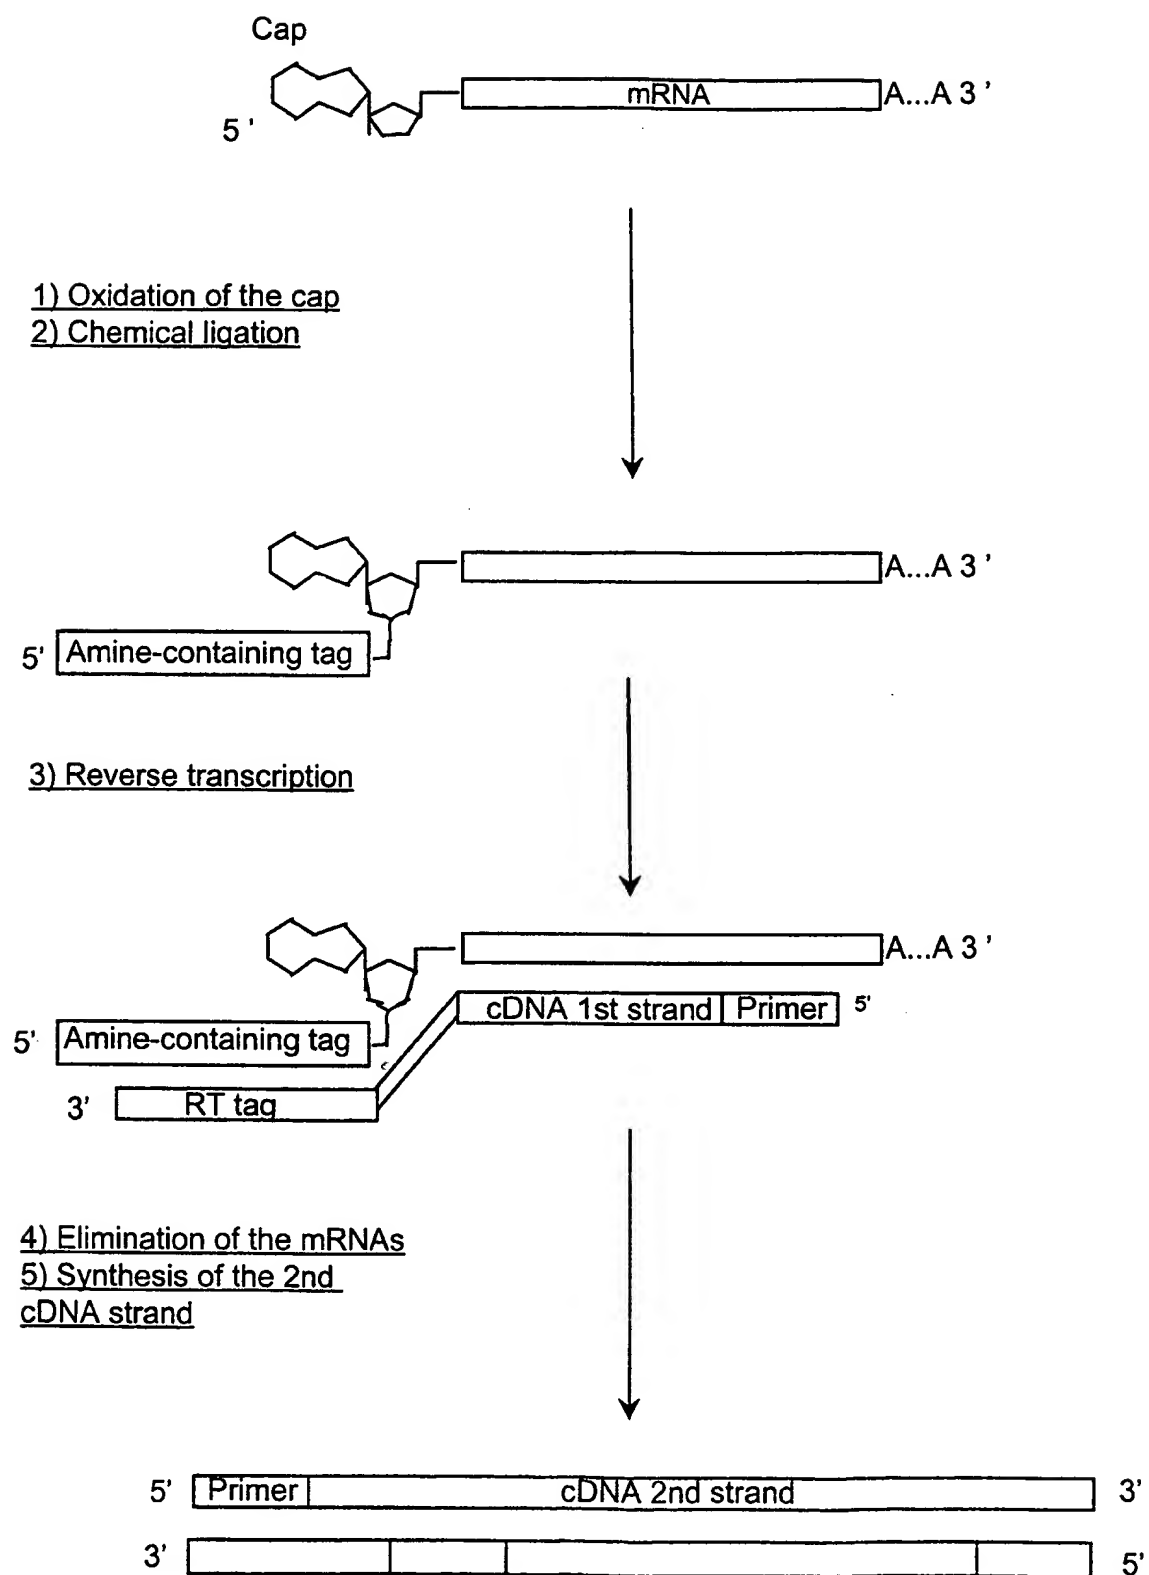 Cap
5 '
mRNA
A...A 3 '
1) Oxidation of the cap
2) Chemical ligation
A...A 3 '
5' Amine-containing tag
3) Reverse transcription
A...A 3 '
cDNA 1st strand Primer 5'
5' Amine-containing tag
3' RT tag
4) Elimination of the mRNAs
5) Synthesis of the 2nd
cDNA strand
5' Primer cDNA 2nd strand 3'
3' 5'